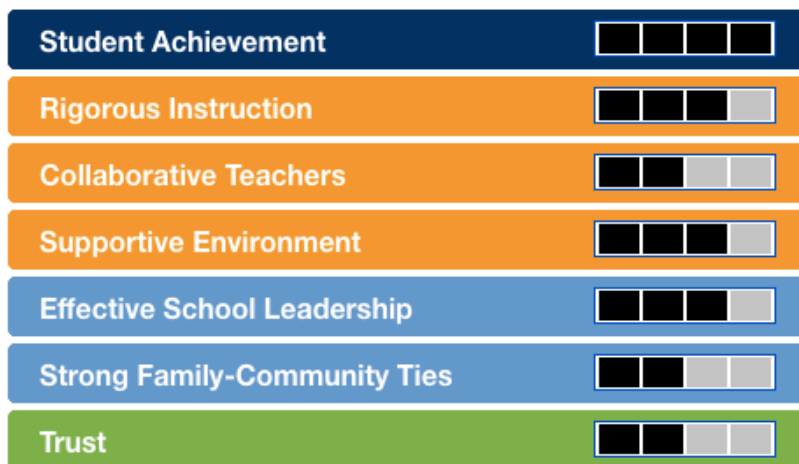 Student Achievement
Rigorous Instruction
Collaborative Teachers
Supportive Environment
Effective School Leadership
Strong Family-Community Ties
Trust